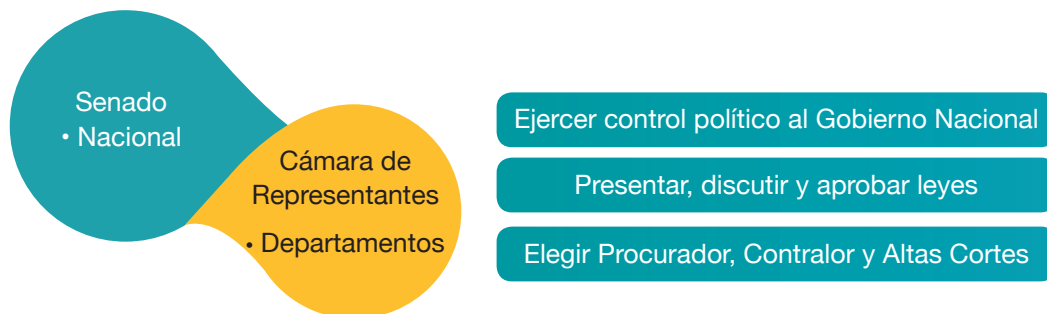 Senado
• Nacional
Cámara de
Representantes
• Departamentos
Ejercer control político al Gobierno Nacional
Presentar, discutir y aprobar leyes
Elegir Procurador, Contralor y Altas Cortes